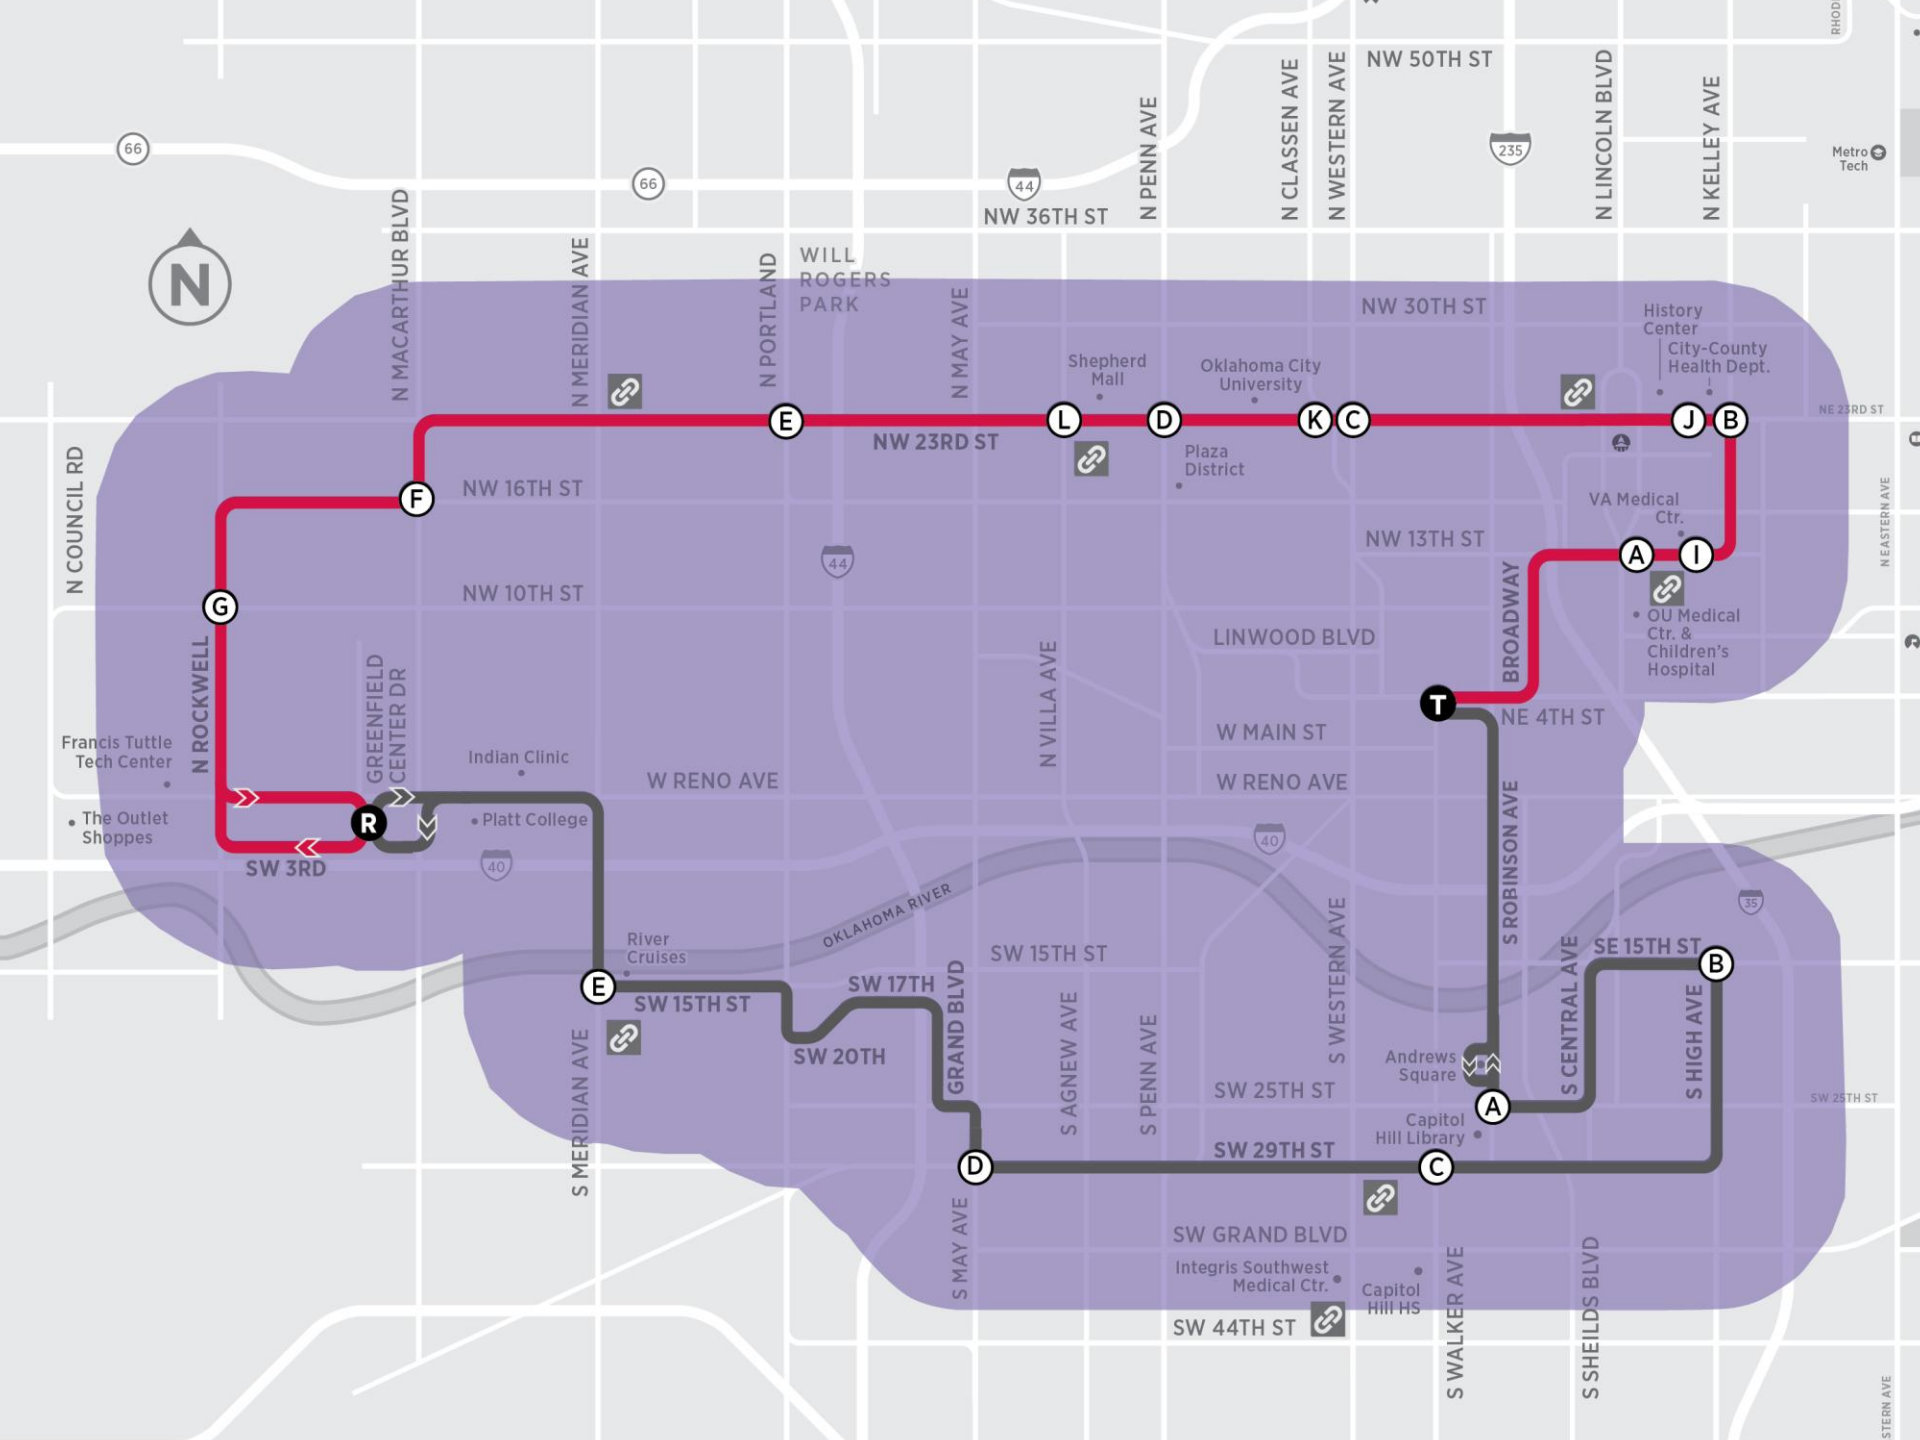 RHODE
NW 50TH ST
N PENN AVE
N CLASSEN AVE
N WESTERN AVE
N LINCOLN BLVD
N KELLEY AVE
66
66
44
235
Metro
Tech
N MACARTHUR BLVD
NW 36TH ST
N
N MERIDIAN AVE
N PORTLAND
WILL
ROGERS
PARK
N MAY AVE
NW 30TH ST
History
Center
City-County
Health Dept.
Shepherd
Mall
Oklahoma City
University
E
L
D
K
C
J
B
NE 23RD ST
NW 23RD ST
Plaza
District
N COUNCIL RD
F
NW 16TH ST
VA Medical
Ctr.
N EASTERN AVE
44
NW 13TH ST
A
I
G
NW 10TH ST
BROADWAY
OU Medical
Ctr. &
Children's
Hospital
LINWOOD BLVD
N ROCKWELL
GREENFIELD
CENTER DR
N VILLA AVE
T
NE 4TH ST
Francis Tuttle
Tech Center
Indian Clinic
W MAIN ST
W RENO AVE
W RENO AVE
The Outlet
Shoppes
R
Platt College
SW 3RD
40
40
S ROBINSON AVE
OKLAHOMA RIVER
35
S WESTERN AVE
River
Cruises
SW 15TH ST
SE 15TH ST
B
E
SW 15TH ST
SW 17TH
GRAND BLVD
SW 20TH
S AGNEW AVE
S PENN AVE
S CENTRAL AVE
S HIGH AVE
Andrews
Square
S MERIDIAN AVE
SW 25TH ST
SW 25TH ST
A
Capitol
Hill Library
SW 29TH ST
D
C
S MAY AVE
SW GRAND BLVD
Integris Southwest
Medical Ctr.
Capitol
Hill HS
SW 44TH ST
S WALKER AVE
S SHEILDS BLVD
STERN AVE